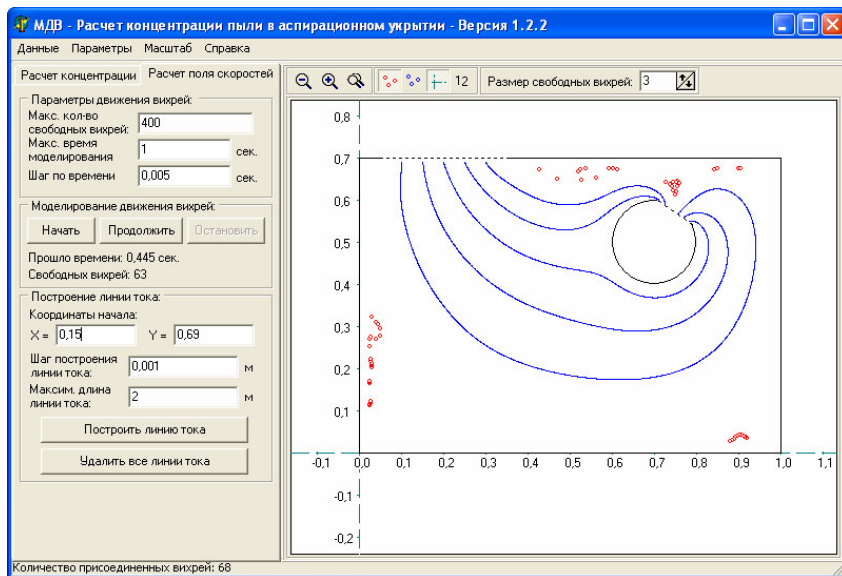 МДВ - Расчет концентрации пыли в аспирационном укрытии - Версия 1.2.2
Данные Параметры Масштаб Справка
Расчет концентрации Расчет поля скоростей
12 Размер свободных вихрей: 3
Параметры движения вихрей:
Макс. кол-во свободных вихрей: 400
Макс. время моделирования 1 сек.
Шаг по времени 0,005 сек.
Моделирование движения вихрей:
Начать Продолжить Остановить
Прошло времени: 0,445 сек.
Свободных вихрей: 63
Построение линии тока:
Координаты начала:
X = 0,15 Y = 0,69
Шаг построения линии тока: 0,001 м
Максим. длина линии тока: 2 м
Построить линию тока
Удалить все линии тока
0,8
0,7
0,6
0,5
0,4
0,3
0,2
0,1
-0,1 0,0 0,1 0,2 0,3 0,4 0,5 0,6 0,7 0,8 0,9 1,0 1,1
-0,1
-0,2
Количество присоединенных вихрей: 68